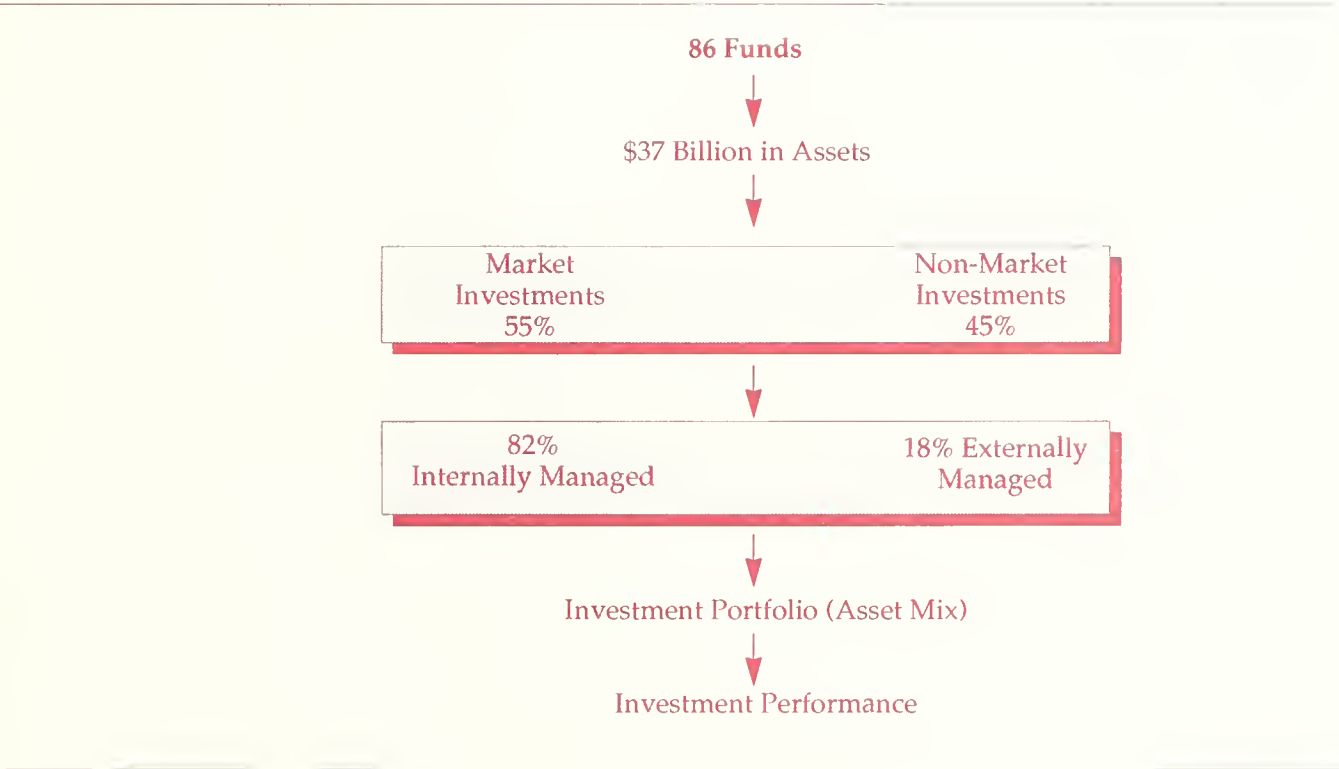 86 Funds
$37 Billion in Assets
Market
Investments
55%
Non-Market
Investments
45%
82%
Internally Managed
18% Externally
Managed
Investment Portfolio (Asset Mix)
Investment Performance